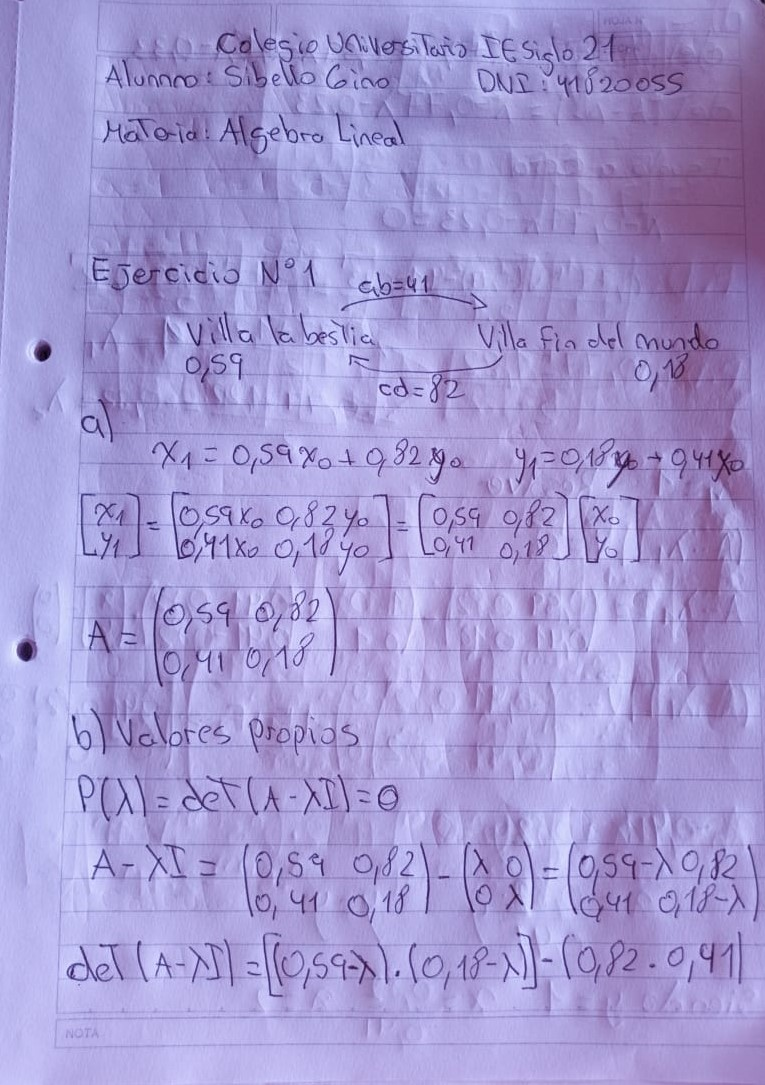 Colegio Universitario IESiglo 21
Alumno: Sibello Gino DNI: 41820055
Materia: Algebra Lineal
Ejercicio N°1 ab=41
Villa la bestia Villa fin del mundo
0,59 0,18
cd=82
a)
x₁ = 0,59x₀ + 0,82y₀ y₁=0,18y₀ + 0,41x₀
[x₁ y₁] = [0,59x₀ 0,82y₀ 0,41x₀ 0,18y₀] = [0,59 0,82 0,41 0,18] [x₀ y₀]
A = (0,59 0,82 0,41 0,18)
b) Valores propios
P(λ) = deT(A-λI)=0
A-λI = (0,59 0,82 0,41 0,18) - (λ 0 0 λ) = (0,59-λ 0,82 0,41 0,18-λ)
deT(A-λI) = [(0,59-λ).(0,18-λ)] - (0,82 . 0,41)
NOTA